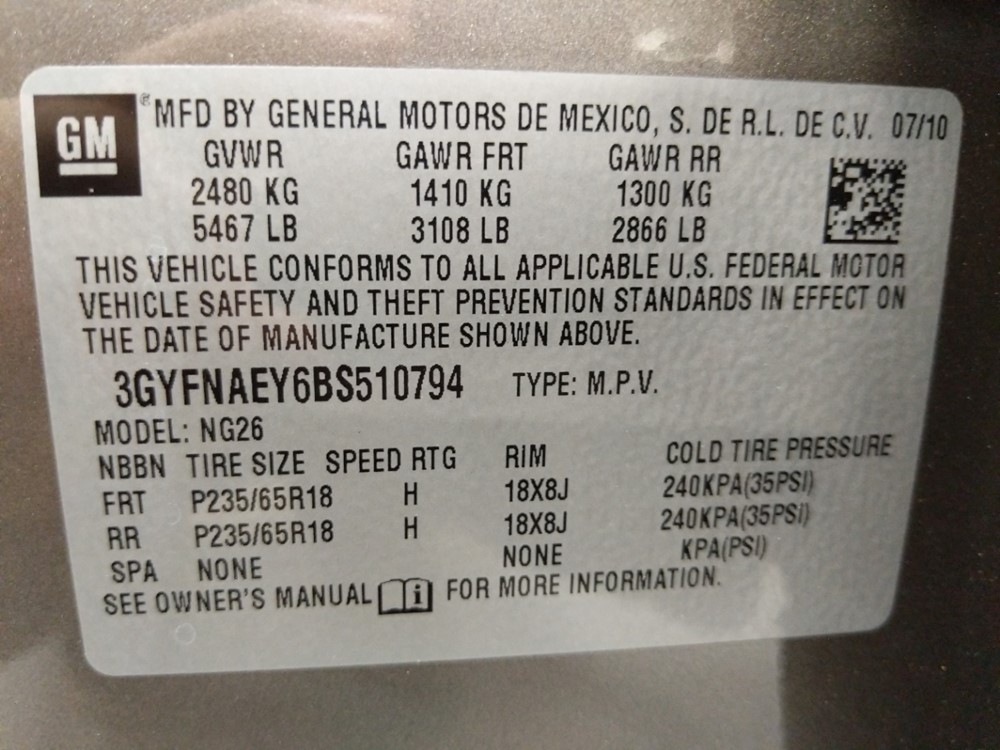 GM ® MFD BY GENERAL MOTORS DE MEXICO, S. DE R.L. DE C.V. 07/10
GVWR GAWR FRT GAWR RR
2480 KG 1410 KG 1300 KG
5467 LB 3108 LB 2866 LB
THIS VEHICLE CONFORMS TO ALL APPLICABLE U.S. FEDERAL MOTOR
VEHICLE SAFETY AND THEFT PREVENTION STANDARDS IN EFFECT ON
THE DATE OF MANUFACTURE SHOWN ABOVE.
3GYFNAEY6BS510794 TYPE: M.P.V.
MODEL: NG26
NBBN TIRE SIZE SPEED RTG RIM COLD TIRE PRESSURE
FRT P235/65R18 H 18X8J 240KPA(35PSI)
RR P235/65R18 H 18X8J 240KPA(35PSI)
SPA NONE NONE KPA(PSI)
SEE OWNER'S MANUAL i FOR MORE INFORMATION.